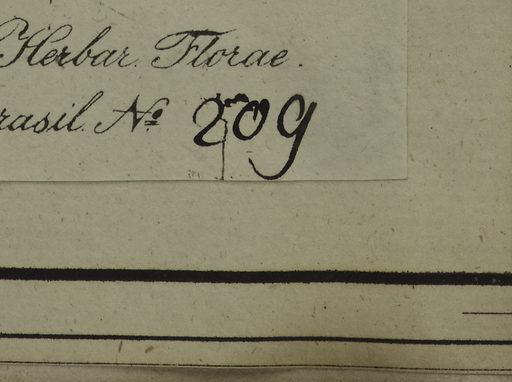 Herbar. Florae.
rasil. № 209